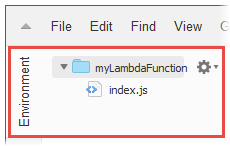 File Edit Find View
Environment
myLambdaFunction
index.js